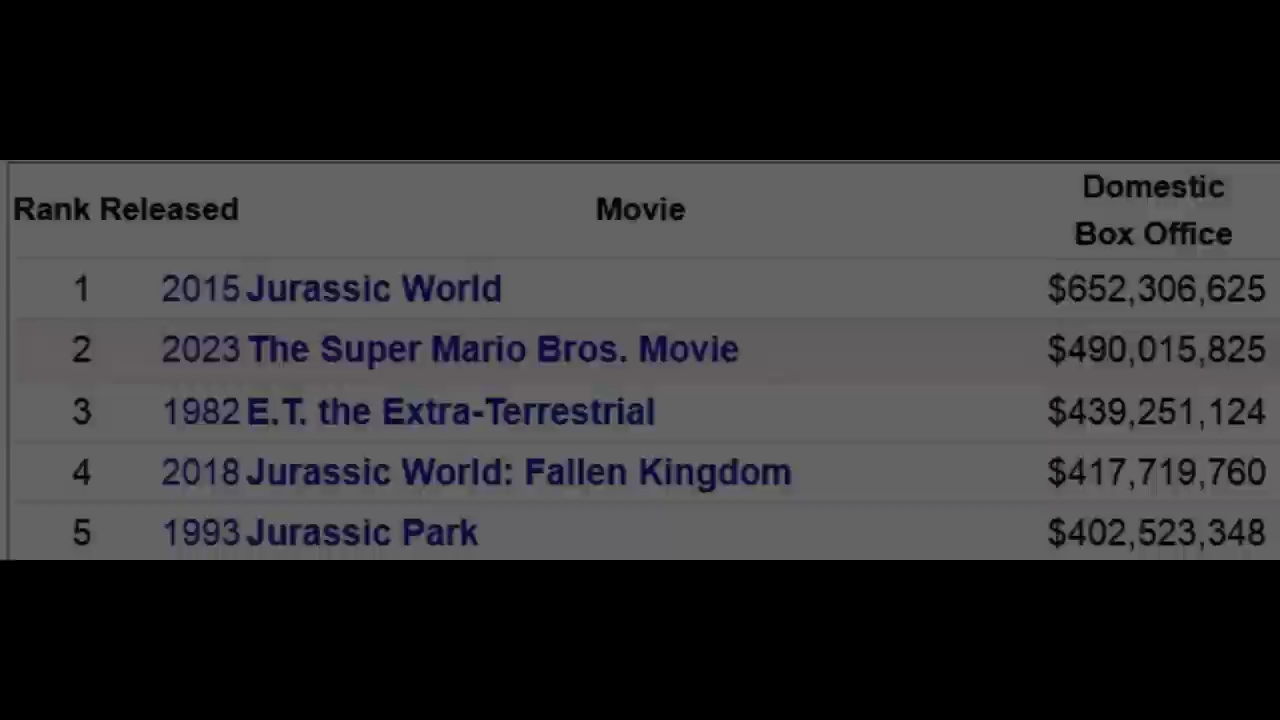 Rank Released Movie Domestic Box Office
1 2015 Jurassic World $652,306,625
2 2023 The Super Mario Bros. Movie $490,015,825
3 1982 E.T. the Extra-Terrestrial $439,251,124
4 2018 Jurassic World: Fallen Kingdom $417,719,760
5 1993 Jurassic Park $402,523,348